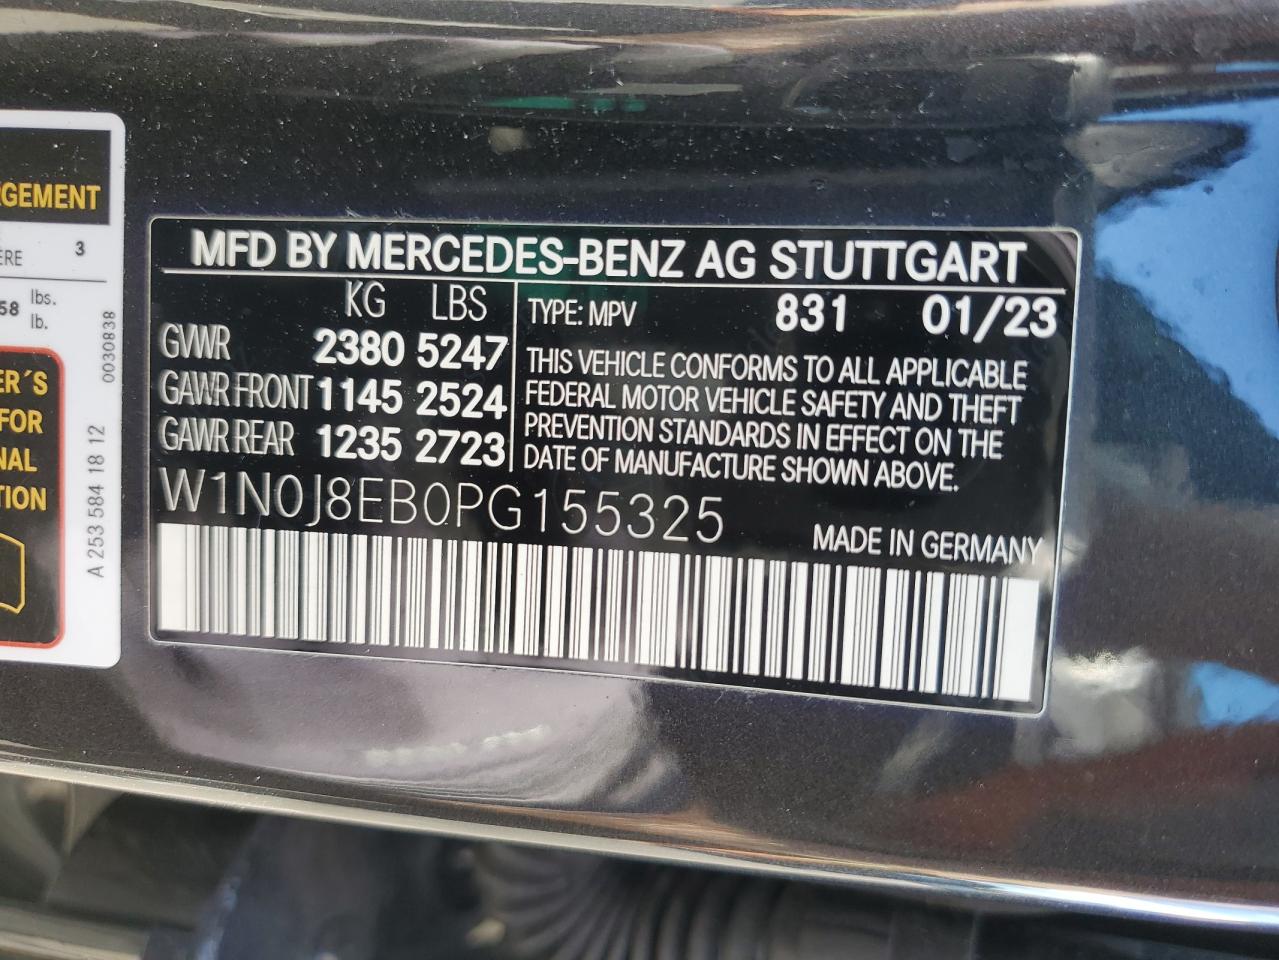 GEMENT
ERE 3
58 lbs.
lb.
ER´S
FOR
NAL
TION
A 253 584 18 12 0030838
MFD BY MERCEDES-BENZ AG STUTTGART
KG LBS
GVWR 2380 5247
GAWR FRONT 1145 2524
GAWR REAR 1235 2723
TYPE: MPV 831 01/23
THIS VEHICLE CONFORMS TO ALL APPLICABLE
FEDERAL MOTOR VEHICLE SAFETY AND THEFT
PREVENTION STANDARDS IN EFFECT ON THE
DATE OF MANUFACTURE SHOWN ABOVE.
W1N0J8EB0PG155325
MADE IN GERMANY